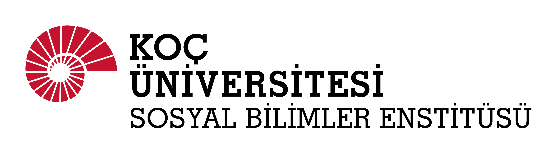 KOÇ
ÜNİVERSİTESİ
SOSYAL BİLİMLER ENSTİTÜSÜ